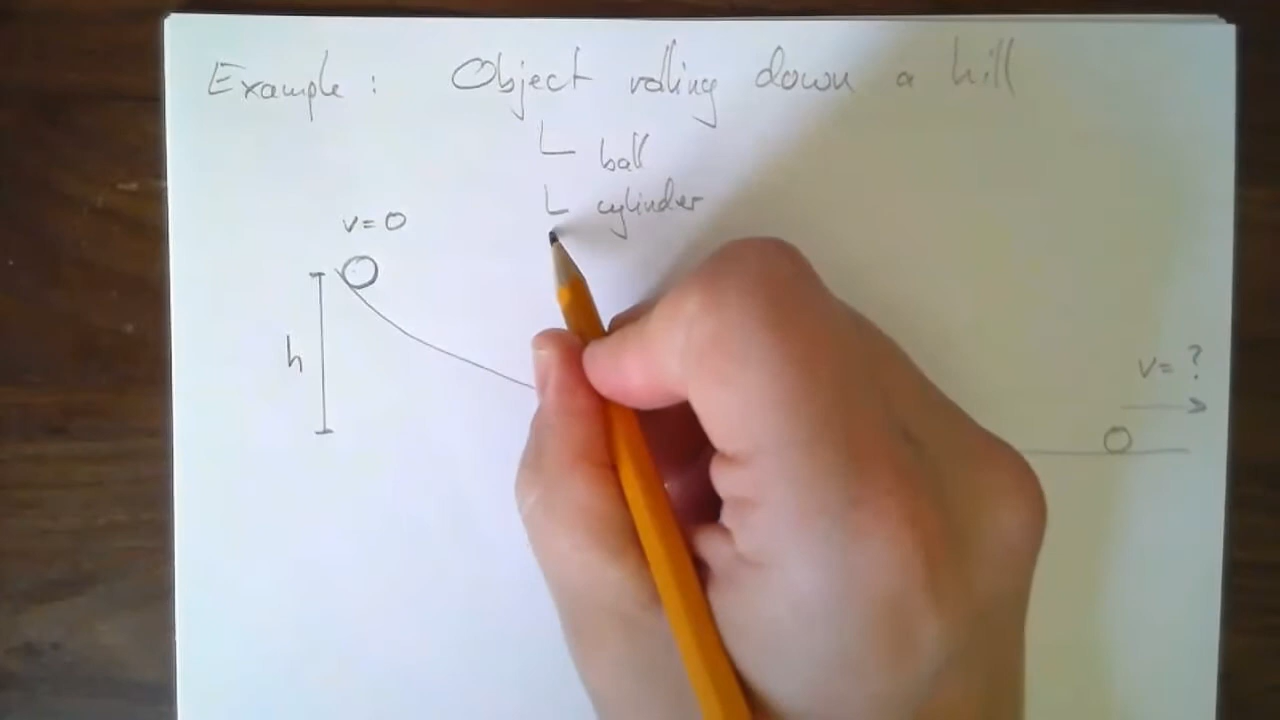 Example : Object rolling down a hill
L ball
L cylinder
v=0
h
v= ?